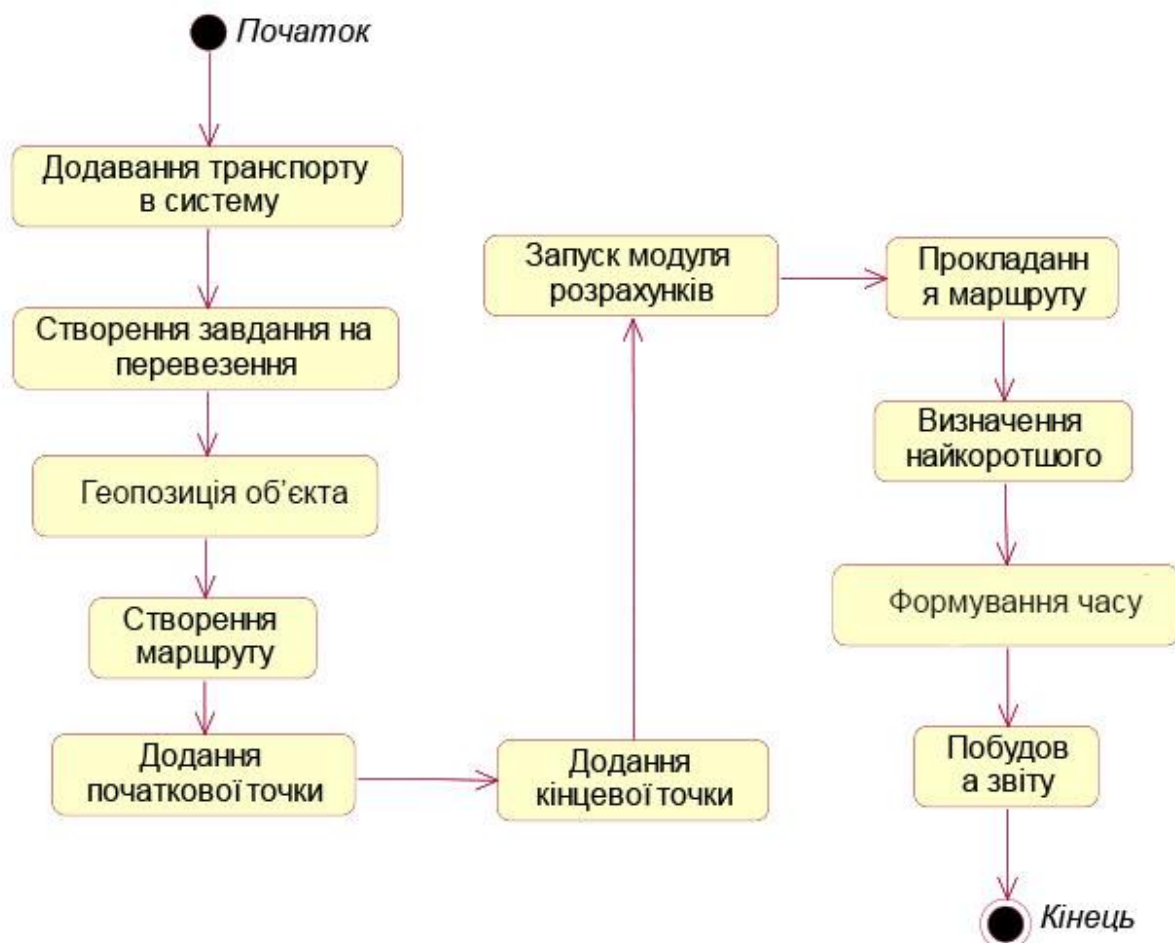 Початок
Додавання транспорту
в систему
Створення завдання на
перевезення
Геопозиція об’єкта
Створення
маршруту
Додання
початкової точки
Додання
кінцевої точки
Запуск модуля
розрахунків
Прокладанн
я маршруту
Визначення
найкоротшого
Формування часу
Побудов
а звіту
Кінець